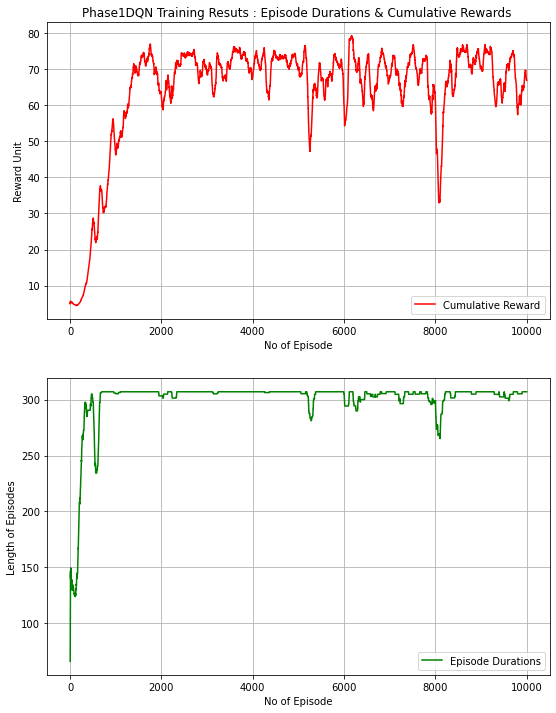 Phase1DQN Training Resuts : Episode Durations & Cumulative Rewards
80
70
60
50
40
30
20
10
Reward Unit
Cumulative Reward
0 2000 4000 6000 8000 10000
No of Episode
300
250
200
150
100
Length of Episodes
Episode Durations
0 2000 4000 6000 8000 10000
No of Episode